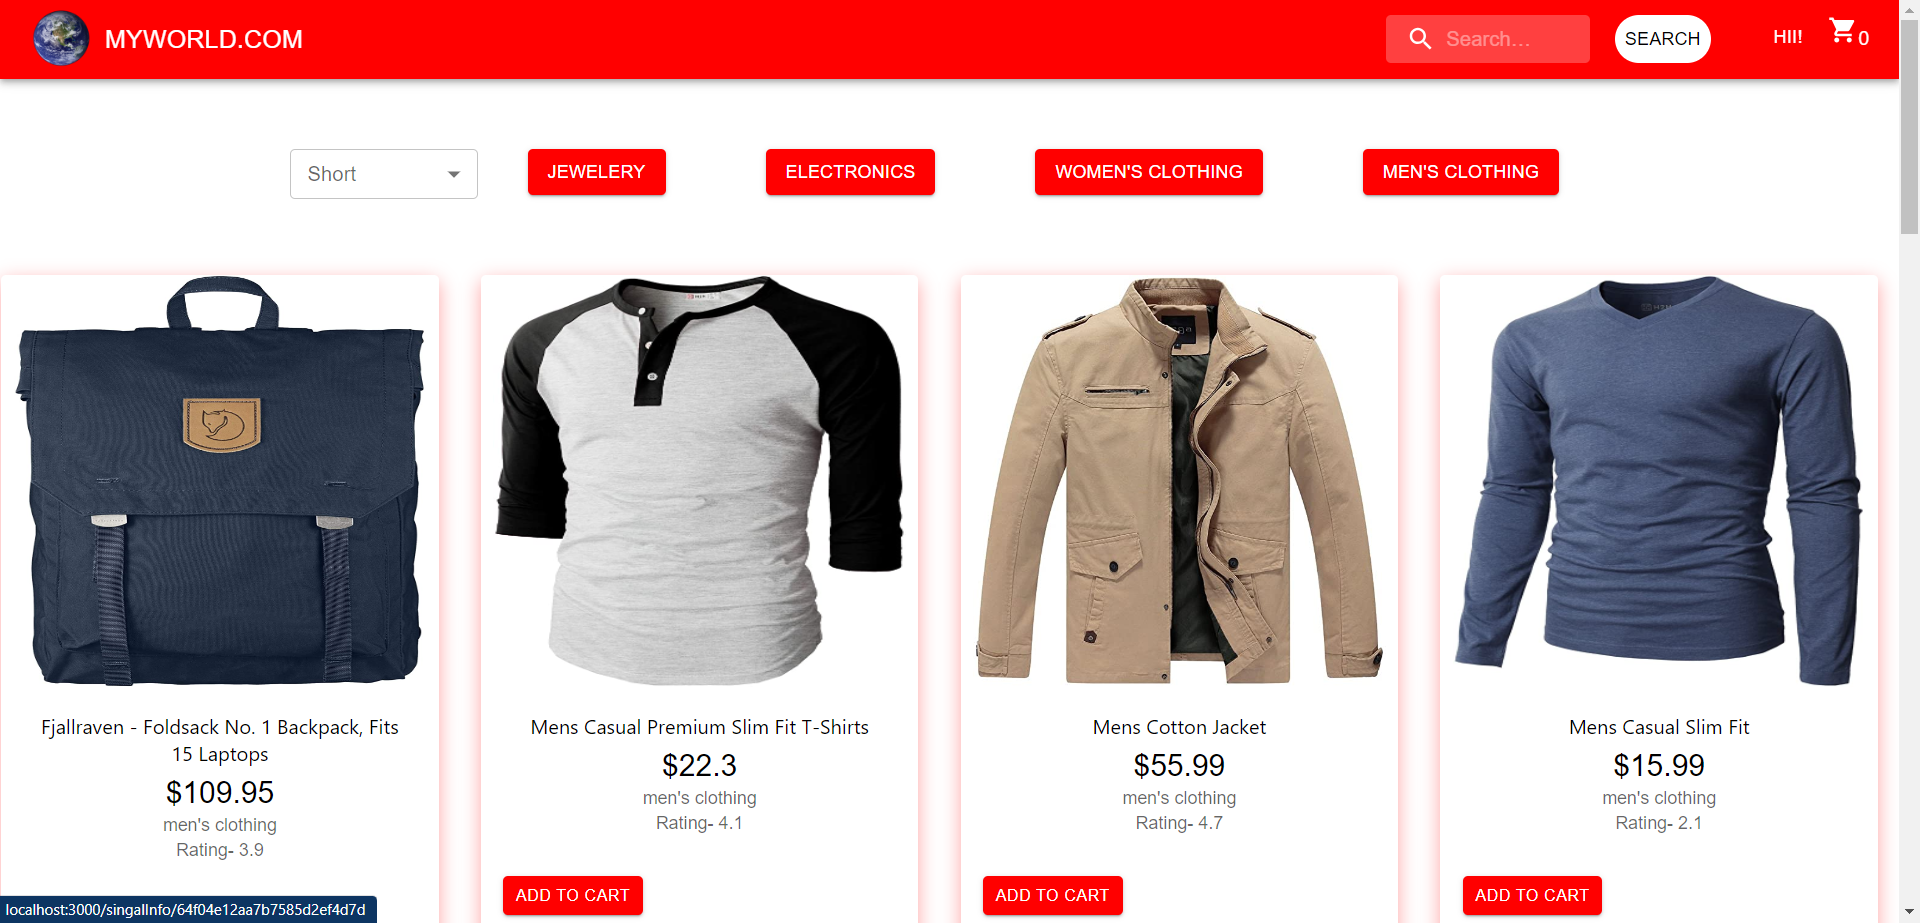 MYWORLD.COM
Search...
SEARCH
HII!
0
Short
JEWELERY
ELECTRONICS
WOMEN'S CLOTHING
MEN'S CLOTHING
Fjallraven - Foldsack No. 1 Backpack, Fits
15 Laptops
$109.95
men's clothing
Rating- 3.9
Mens Casual Premium Slim Fit T-Shirts
$22.3
men's clothing
Rating- 4.1
ADD TO CART
Mens Cotton Jacket
$55.99
men's clothing
Rating- 4.7
ADD TO CART
Mens Casual Slim Fit
$15.99
men's clothing
Rating- 2.1
ADD TO CART
localhost:3000/singalInfo/64f04e12aa7b7585d2ef4d7d